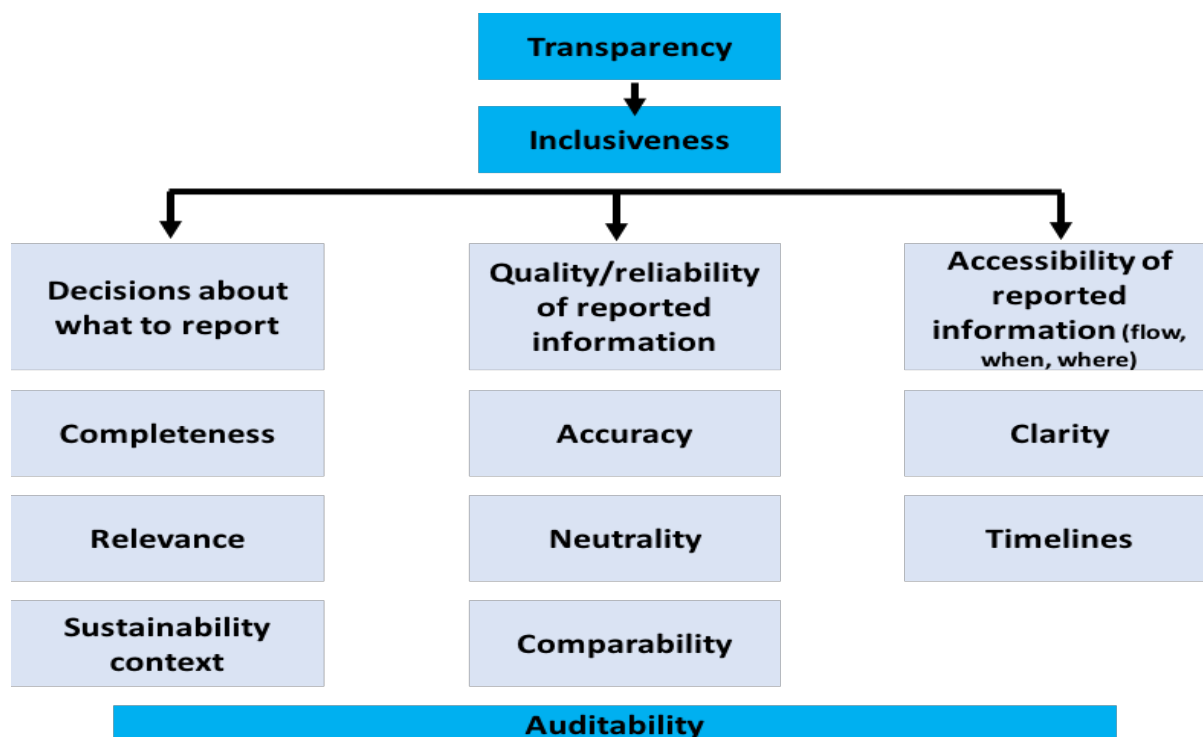 Transparency
Inclusiveness
Decisions about
what to report
Quality/reliability
of reported
information
Accessibility of
reported
information (flow,
when, where)
Completeness
Accuracy
Clarity
Relevance
Neutrality
Timelines
Sustainability
context
Comparability
Auditability